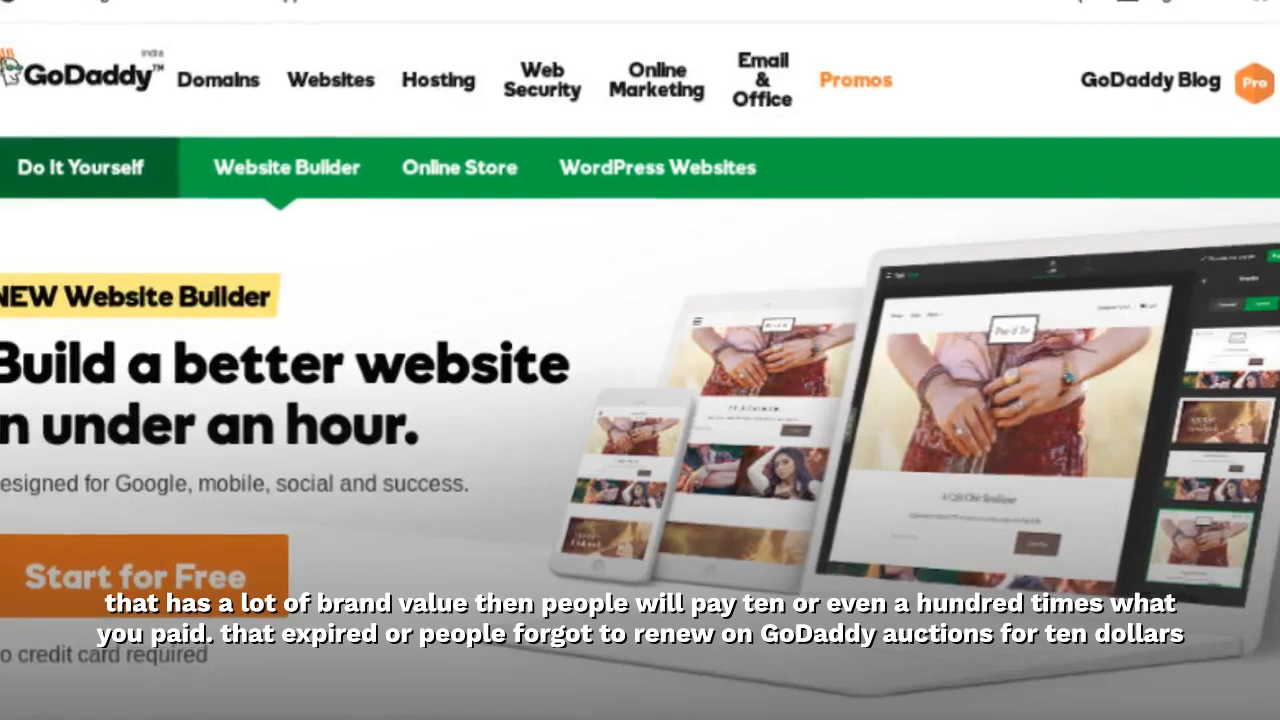 India
GoDaddy™
Domains
Websites
Hosting
Web
Security
Online
Marketing
Email
&
Office
Promos
GoDaddy Blog
Pro
Do It Yourself
Website Builder
Online Store
WordPress Websites
NEW Website Builder
Build a better website
n under an hour.
esigned for Google, mobile, social and success.
Start for Free
that has a lot of brand value then people will pay ten or even a hundred times what
you paid. that expired or people forgot to renew on GoDaddy auctions for ten dollars
o credit card required